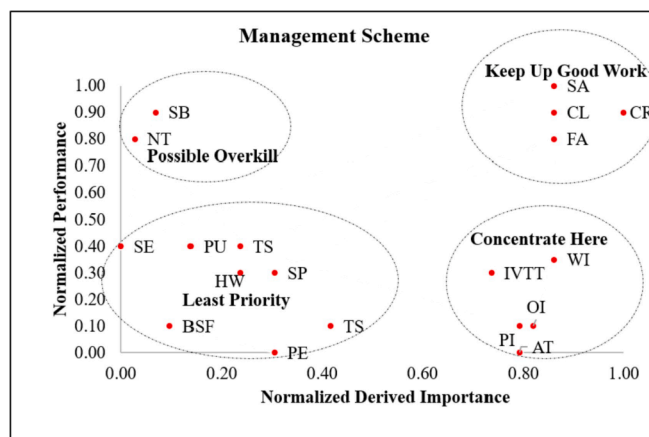 Management Scheme
Keep Up Good Work
1.00
SA
0.90
SB
CL
CR
0.80
NT
FA
Possible Overkill
0.70
0.60
0.50
Normalized Performance
Concentrate Here
0.40
SE
PU
TS
WI
0.30
HW
SP
IVTT
Least Priority
0.20
0.10
BSF
TS
OI
PI
0.00
PE
AT
0.00
0.20
0.40
0.60
0.80
1.00
Normalized Derived Importance